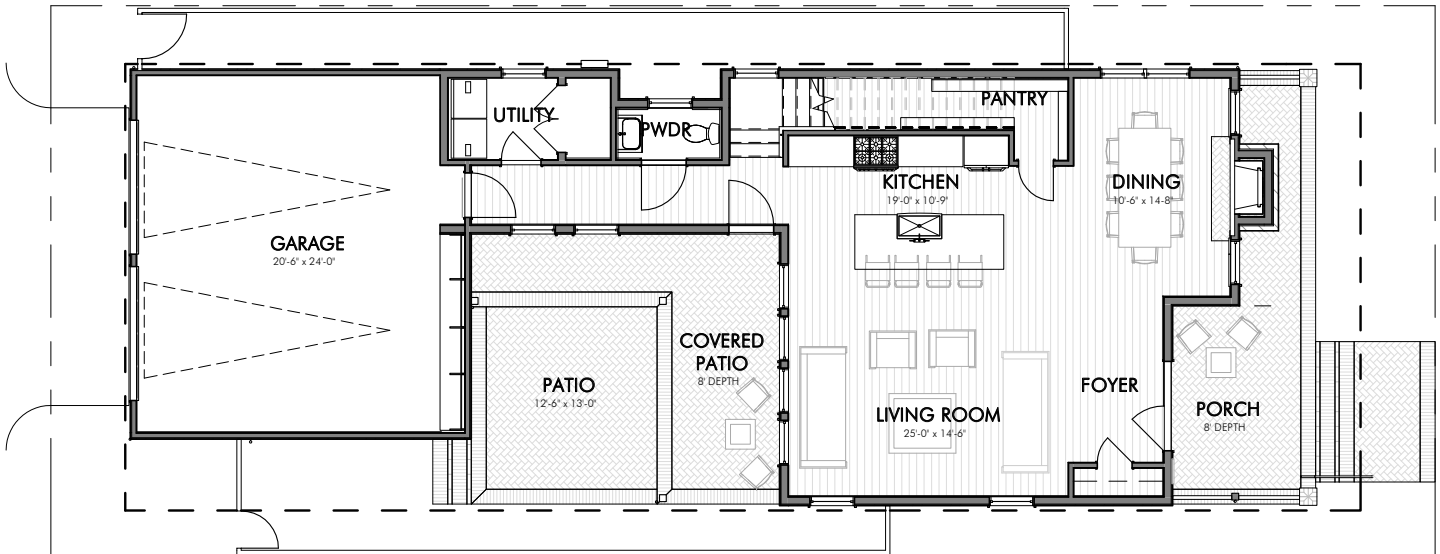 PANTRY
UTILITY
PWDR
KITCHEN
19'-0" x 10'-9"
DINING
10'-6" x 14'-8"
GARAGE
20'-6" x 24'-0"
COVERED
PATIO
8' DEPTH
PATIO
12'-6" x 13'-0"
FOYER
LIVING ROOM
25'-0" x 14'-6"
PORCH
8' DEPTH